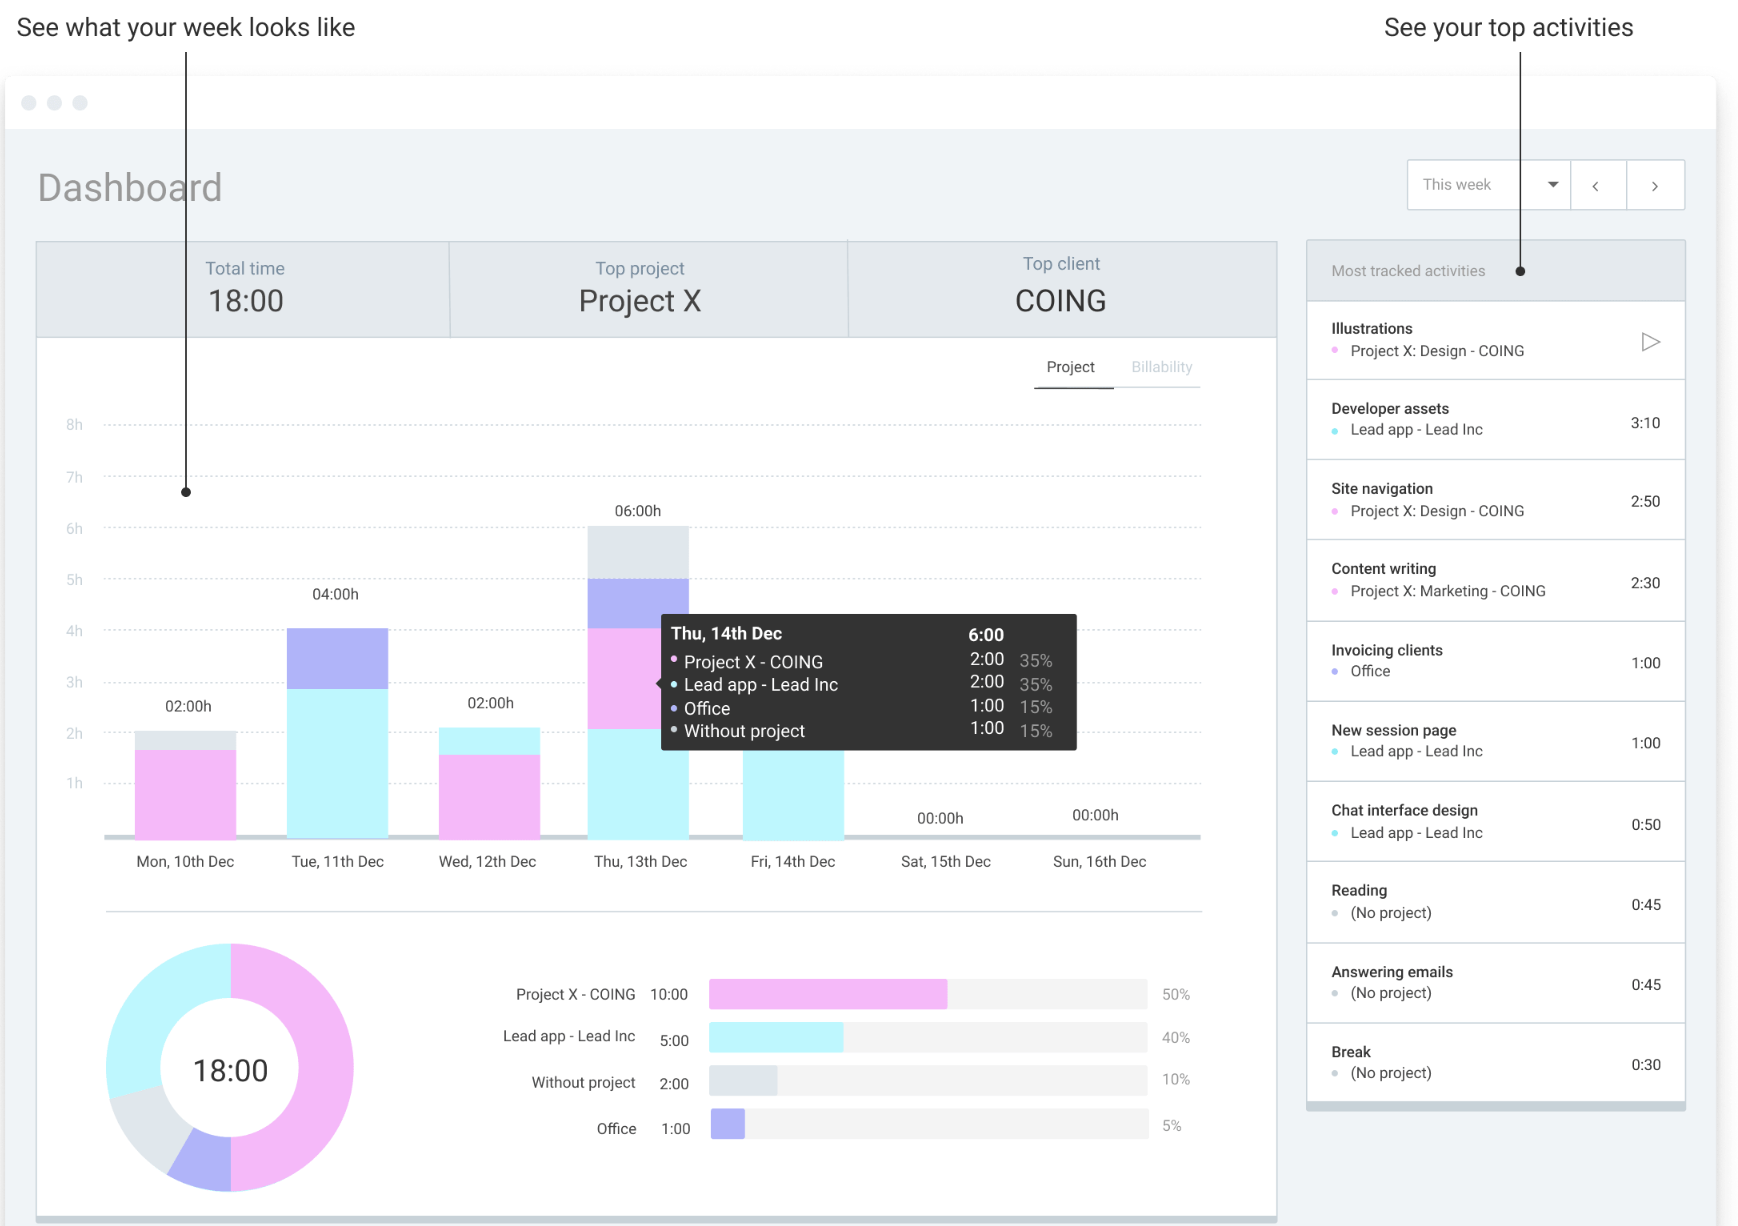 See what your week looks like
See your top activities
Dashboard
This week
Total time
18:00
Top project
Project X
Top client
COING
Project
Billability
8h
7h
6h
5h
4h
3h
2h
1h
02:00h
04:00h
02:00h
06:00h
00:00h
00:00h
Thu, 14th Dec 6:00
Project X - COING 2:00 35%
Lead app - Lead Inc 2:00 35%
Office 1:00 15%
Without project 1:00 15%
Mon, 10th Dec
Tue, 11th Dec
Wed, 12th Dec
Thu, 13th Dec
Fri, 14th Dec
Sat, 15th Dec
Sun, 16th Dec
18:00
Project X - COING 10:00 50%
Lead app - Lead Inc 5:00 40%
Without project 2:00 10%
Office 1:00 5%
Most tracked activities
Illustrations
Project X: Design - COING
Developer assets
Lead app - Lead Inc
3:10
Site navigation
Project X: Design - COING
2:50
Content writing
Project X: Marketing - COING
2:30
Invoicing clients
Office
1:00
New session page
Lead app - Lead Inc
1:00
Chat interface design
Lead app - Lead Inc
0:50
Reading
(No project)
0:45
Answering emails
(No project)
0:45
Break
(No project)
0:30